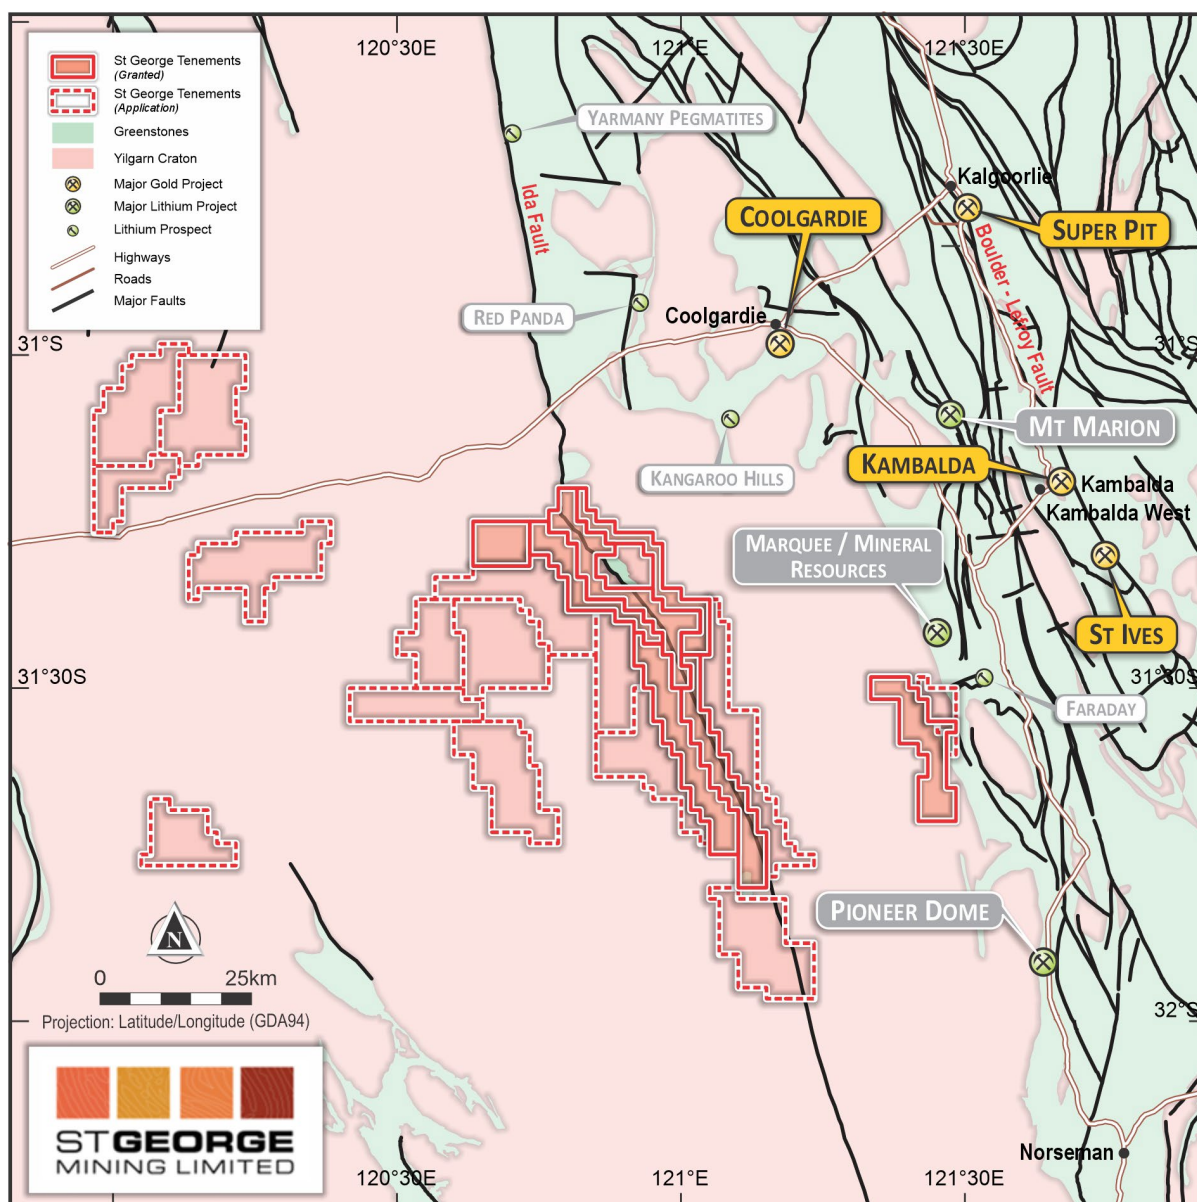 120°30E
121°E
121°30E
St George Tenements
(Granted)
St George Tenements
(Application)
Greenstones
Yilgarn Craton
Major Gold Project
Major Lithium Project
Lithium Prospect
Highways
Roads
Major Faults
YARMANY PEGMATITES
Ida Fault
Kalgoorlie
COOLGARDIE
SUPER PIT
Boulder - Lefroy Fault
RED PANDA
Coolgardie
31°S
31°S
MT MARION
KAMBALDA
KANGAROO HILLS
Kambalda
Kambalda West
MARQUEE / MINERAL
RESOURCES
ST IVES
31°30S
31°30S
FARADAY
PIONEER DOME
N
0 25km
Projection: Latitude/Longitude (GDA94)
32°S
STGEORGE
MINING LIMITED
Norseman
120°30E
121°E
121°30E